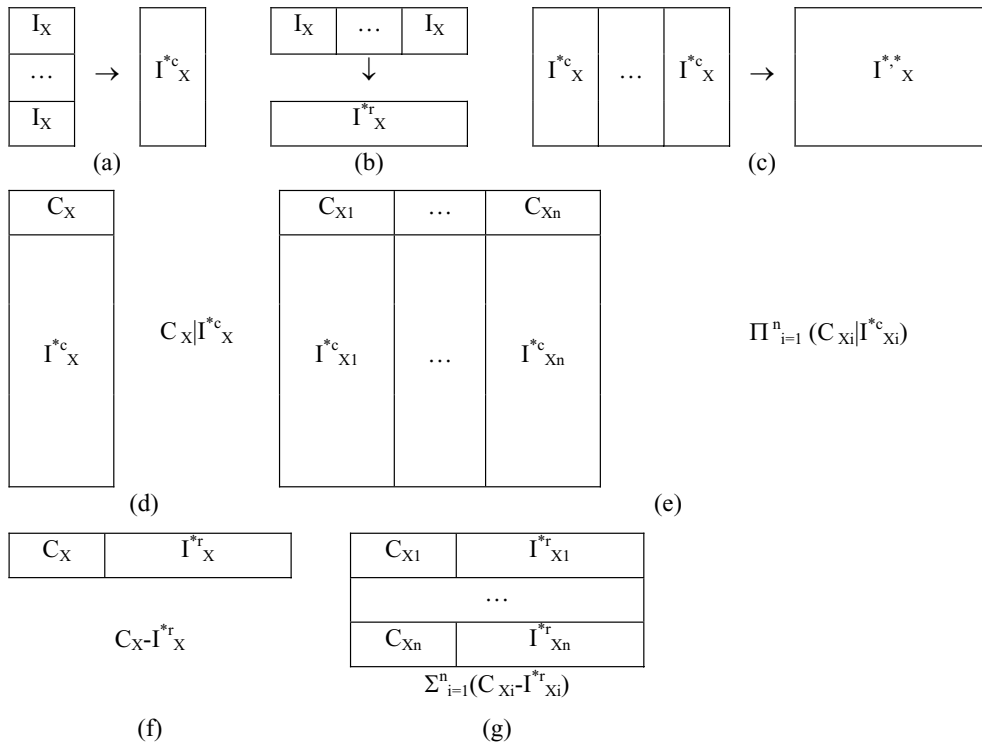 I_X I_X … I_X
… → I^{*c}_X ↓ I^{*c}_X … I^{*c}_X → I^{*,*}_X
I_X I^{*r}_X
(a) (b) (c)
C_X C_{X1} … C_{Xn}
C_X|I^{*c}_X Π^n_{i=1} (C_{Xi}|I^{*c}_{Xi})
I^{*c}_X I^{*c}_{X1} … I^{*c}_{Xn}
(d) (e)
C_X I^{*r}_X C_{X1} I^{*r}_{X1}
…
C_X-I^{*r}_X C_{Xn} I^{*r}_{Xn}
Σ^n_{i=1}(C_{Xi}-I^{*r}_{Xi})
(f) (g)